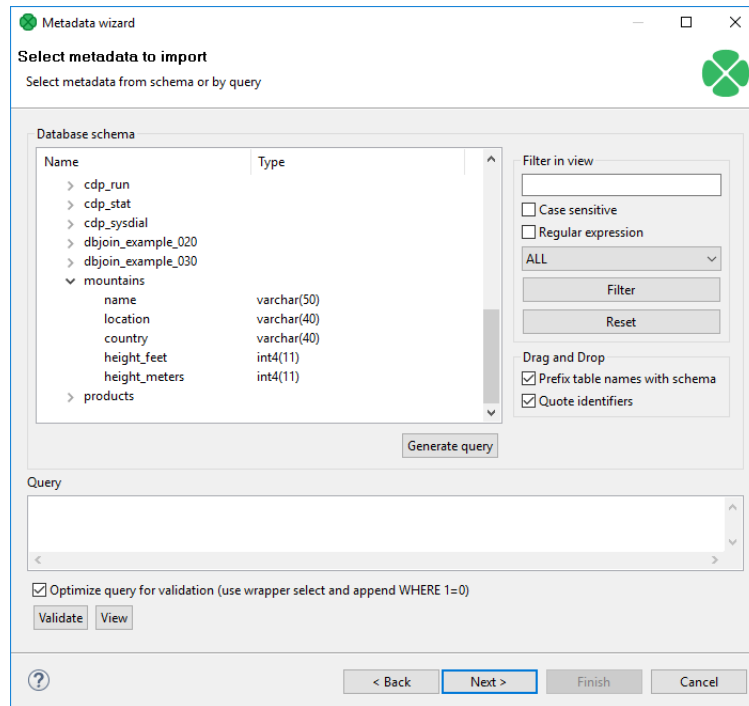 Metadata wizard
Select metadata to import
Select metadata from schema or by query
Database schema
Name Type
cdp_run
cdp_stat
cdp_sysdial
dbjoin_example_020
dbjoin_example_030
mountains
name varchar(50)
location varchar(40)
country varchar(40)
height_feet int4(11)
height_meters int4(11)
products
Filter in view
Case sensitive
Regular expression
ALL
Filter
Reset
Drag and Drop
Prefix table names with schema
Quote identifiers
Generate query
Query
Optimize query for validation (use wrapper select and append WHERE 1=0)
Validate View
? < Back Next > Finish Cancel